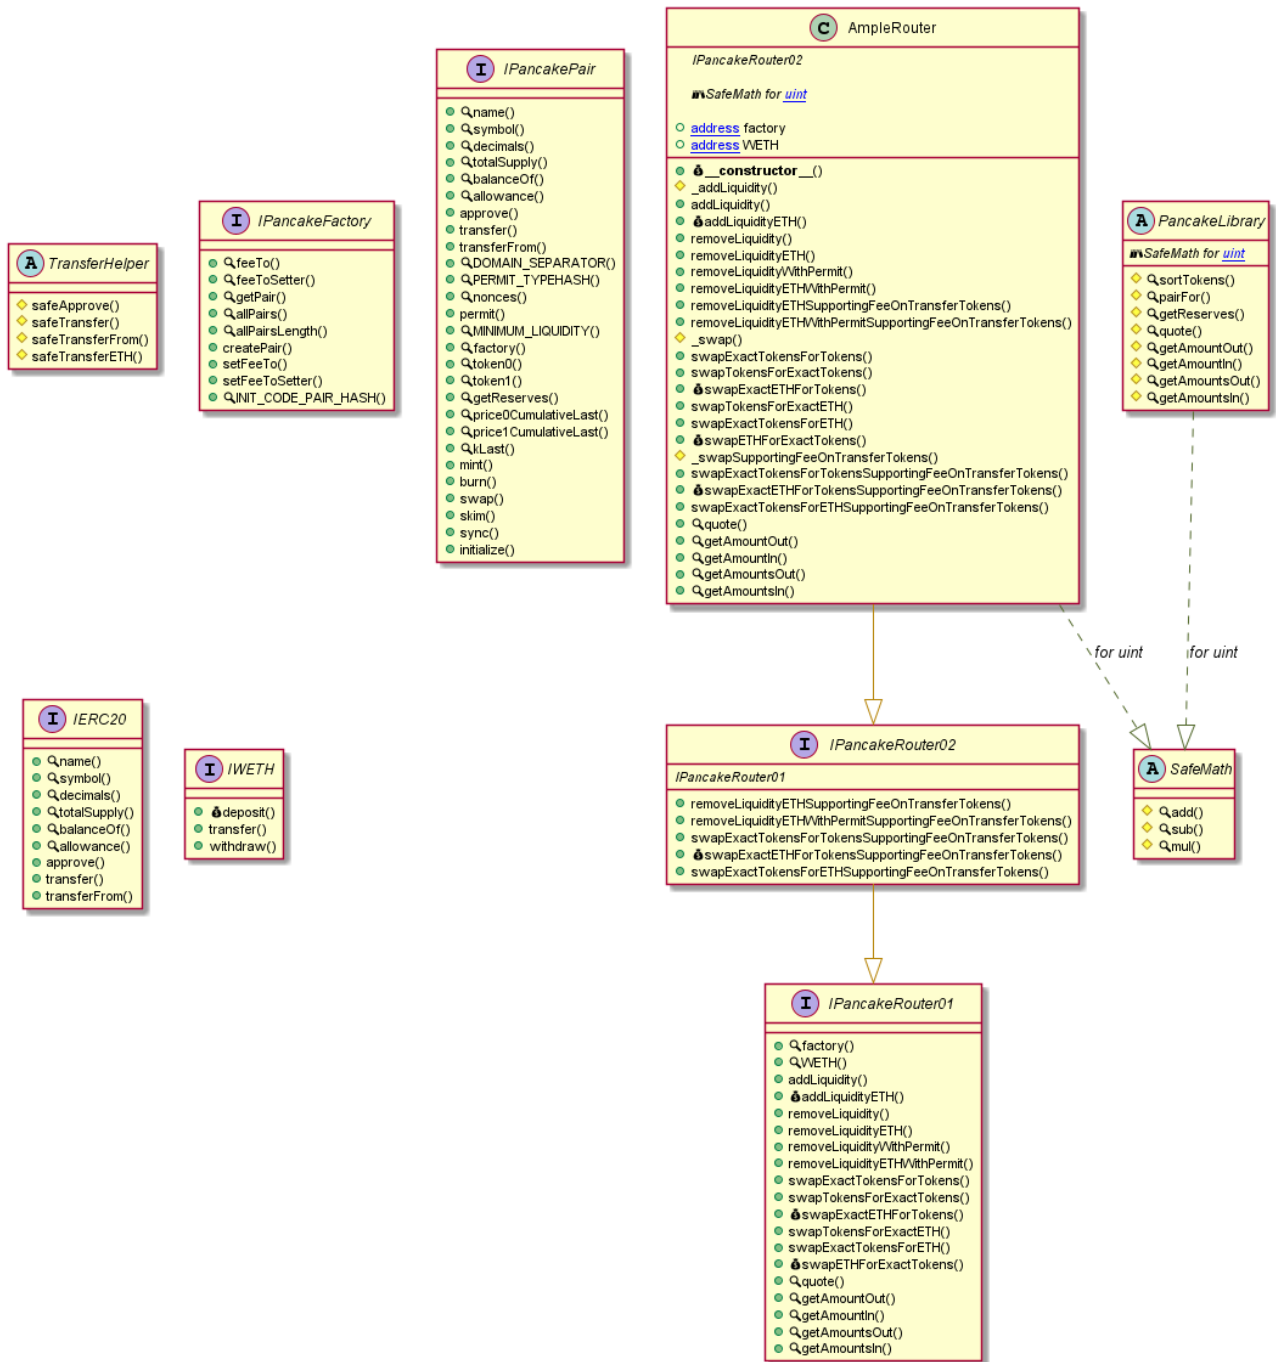 A TransferHelper
safeApprove()
safeTransfer()
safeTransferFrom()
safeTransferETH()
I IPancakeFactory
feeTo()
feeToSetter()
getPair()
allPairs()
allPairsLength()
createPair()
setFeeTo()
setFeeToSetter()
INIT_CODE_PAIR_HASH()
I IPancakePair
name()
symbol()
decimals()
totalSupply()
balanceOf()
allowance()
approve()
transfer()
transferFrom()
DOMAIN_SEPARATOR()
PERMIT_TYPEHASH()
nonces()
permit()
MINIMUM_LIQUIDITY()
factory()
token0()
token1()
getReserves()
price0CumulativeLast()
price1CumulativeLast()
kLast()
mint()
burn()
swap()
skim()
sync()
initialize()
C AmpleRouter
IPancakeRouter02
SafeMath for uint
address factory
address WETH
__constructor__()
_addLiquidity()
addLiquidity()
addLiquidityETH()
removeLiquidity()
removeLiquidityETH()
removeLiquidityWithPermit()
removeLiquidityETHWithPermit()
removeLiquidityETHSupportingFeeOnTransferTokens()
removeLiquidityETHWithPermitSupportingFeeOnTransferTokens()
_swap()
swapExactTokensForTokens()
swapTokensForExactTokens()
swapExactETHForTokens()
swapTokensForExactETH()
swapExactTokensForETH()
swapETHForExactTokens()
_swapSupportingFeeOnTransferTokens()
swapExactTokensForTokensSupportingFeeOnTransferTokens()
swapExactETHForTokensSupportingFeeOnTransferTokens()
swapExactTokensForETHSupportingFeeOnTransferTokens()
quote()
getAmountOut()
getAmountIn()
getAmountsOut()
getAmountsIn()
A PancakeLibrary
SafeMath for uint
sortTokens()
pairFor()
getReserves()
quote()
getAmountOut()
getAmountIn()
getAmountsOut()
getAmountsIn()
for uint
for uint
I IERC20
name()
symbol()
decimals()
totalSupply()
balanceOf()
allowance()
approve()
transfer()
transferFrom()
I IWETH
deposit()
transfer()
withdraw()
I IPancakeRouter02
IPancakeRouter01
removeLiquidityETHSupportingFeeOnTransferTokens()
removeLiquidityETHWithPermitSupportingFeeOnTransferTokens()
swapExactTokensForTokensSupportingFeeOnTransferTokens()
swapExactETHForTokensSupportingFeeOnTransferTokens()
swapExactTokensForETHSupportingFeeOnTransferTokens()
A SafeMath
add()
sub()
mul()
I IPancakeRouter01
factory()
WETH()
addLiquidity()
addLiquidityETH()
removeLiquidity()
removeLiquidityETH()
removeLiquidityWithPermit()
removeLiquidityETHWithPermit()
swapExactTokensForTokens()
swapTokensForExactTokens()
swapExactETHForTokens()
swapTokensForExactETH()
swapExactTokensForETH()
swapETHForExactTokens()
quote()
getAmountOut()
getAmountIn()
getAmountsOut()
getAmountsIn()